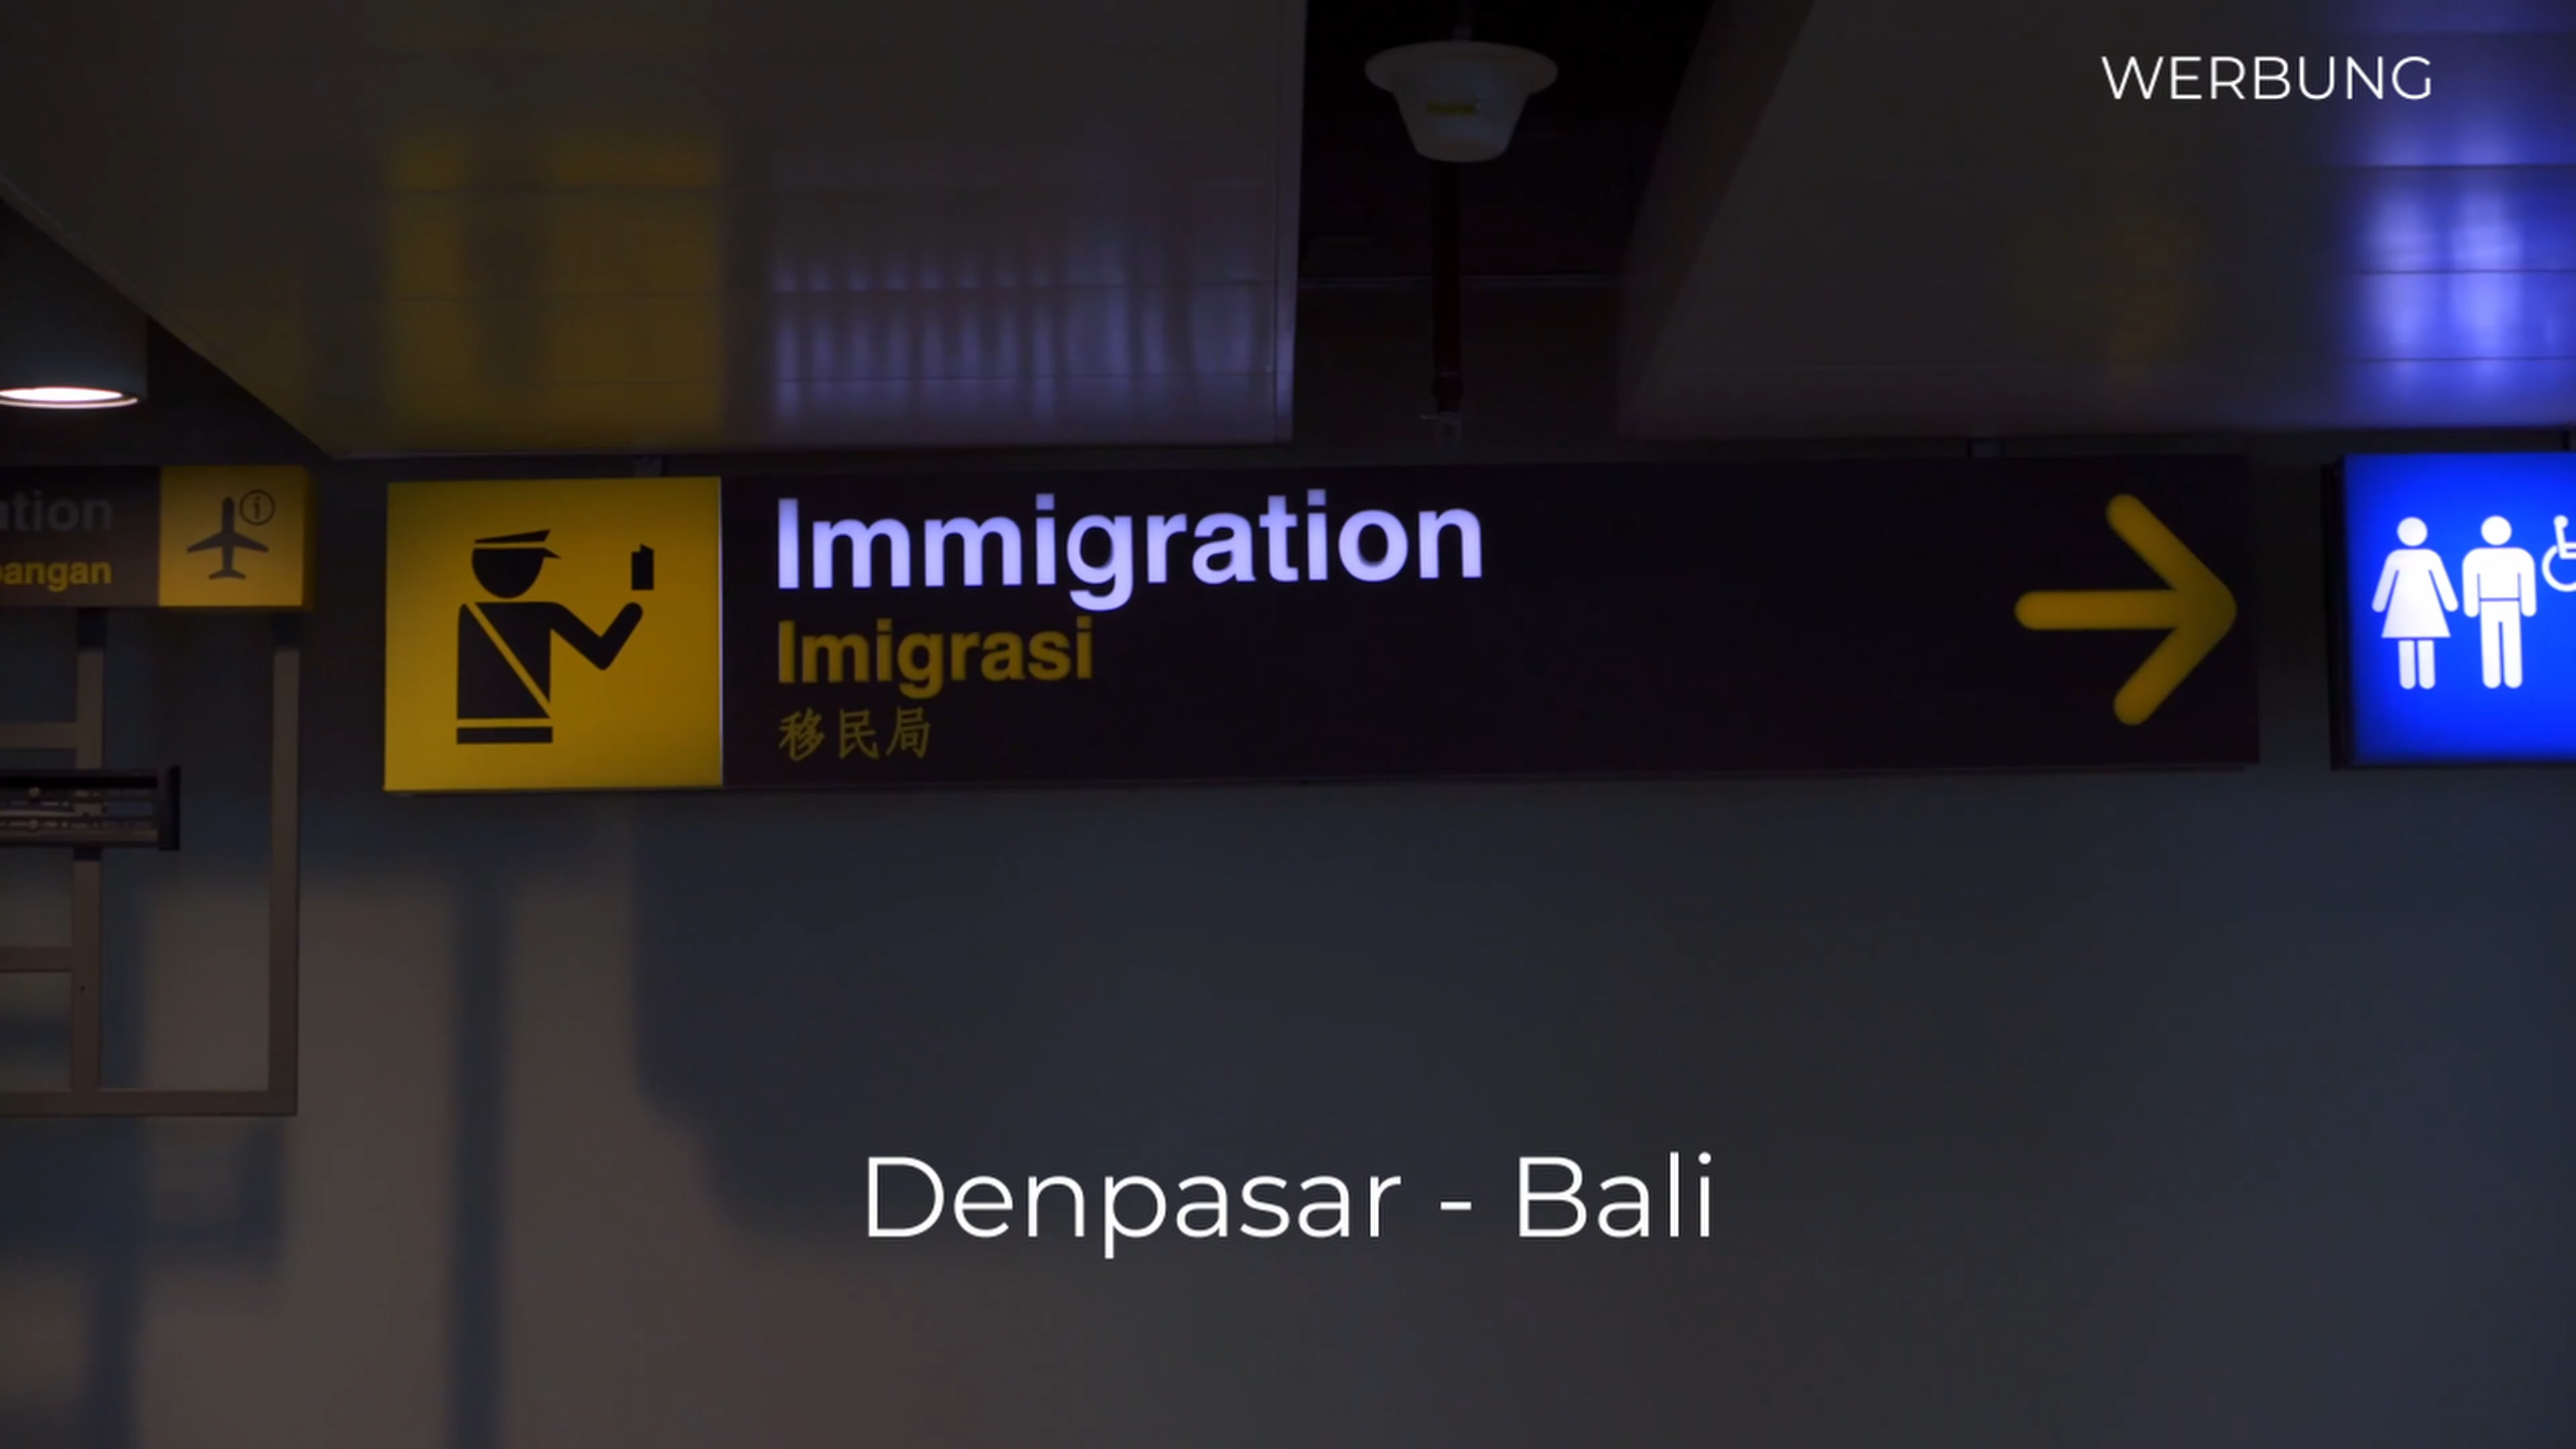 WERBUNG
Immigration
Imigrasi
移民局
Denpasar - Bali